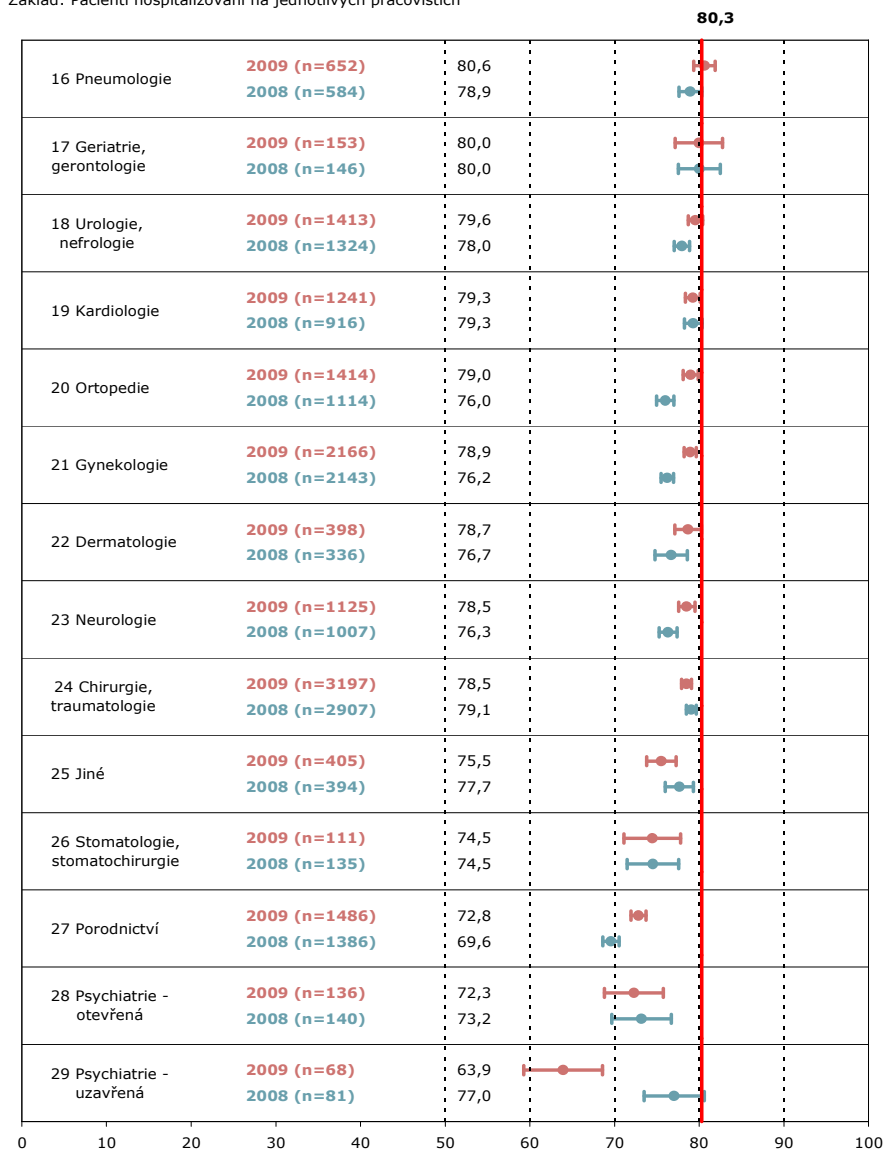 Základ: Pacienti hospitalizovaní na jednotlivých pracovištích
80,3
16 Pneumologie
2009 (n=652) 80,6
2008 (n=584) 78,9
17 Geriatrie,
gerontologie
2009 (n=153) 80,0
2008 (n=146) 80,0
18 Urologie,
nefrologie
2009 (n=1413) 79,6
2008 (n=1324) 78,0
19 Kardiologie
2009 (n=1241) 79,3
2008 (n=916) 79,3
20 Ortopedie
2009 (n=1414) 79,0
2008 (n=1114) 76,0
21 Gynekologie
2009 (n=2166) 78,9
2008 (n=2143) 76,2
22 Dermatologie
2009 (n=398) 78,7
2008 (n=336) 76,7
23 Neurologie
2009 (n=1125) 78,5
2008 (n=1007) 76,3
24 Chirurgie,
traumatologie
2009 (n=3197) 78,5
2008 (n=2907) 79,1
25 Jiné
2009 (n=405) 75,5
2008 (n=394) 77,7
26 Stomatologie,
stomatochirurgie
2009 (n=111) 74,5
2008 (n=135) 74,5
27 Porodnictví
2009 (n=1486) 72,8
2008 (n=1386) 69,6
28 Psychiatrie -
otevřená
2009 (n=136) 72,3
2008 (n=140) 73,2
29 Psychiatrie -
uzavřená
2009 (n=68) 63,9
2008 (n=81) 77,0
0 10 20 30 40 50 60 70 80 90 100